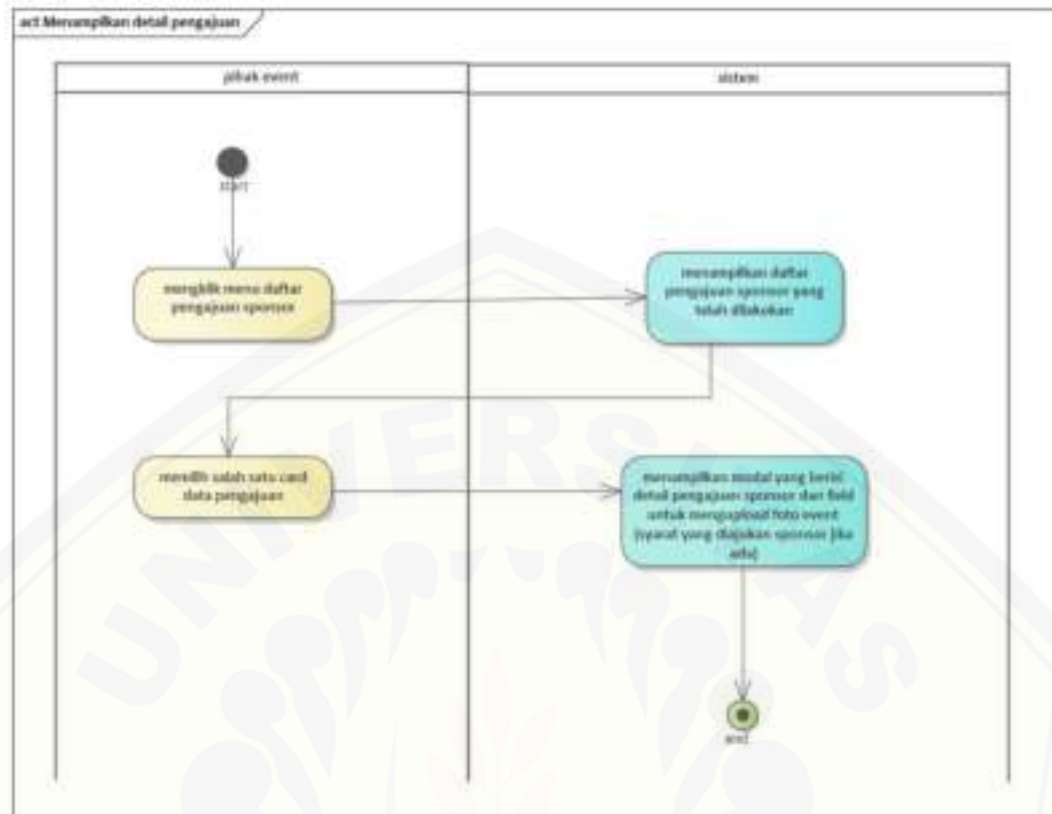 act Menampilkan detail pengajuan
pihak event
sistem
start
mengklik menu daftar
pengajuan sponsor
menampilkan daftar
pengajuan sponsor yang
telah dilakukan
memilih salah satu card
data pengajuan
menampilkan modal yang berisi
detail pengajuan sponsor dan field
untuk mengupload foto event
(syarat yang diajukan sponsor jika
ada)
end
UNIVERSITAS